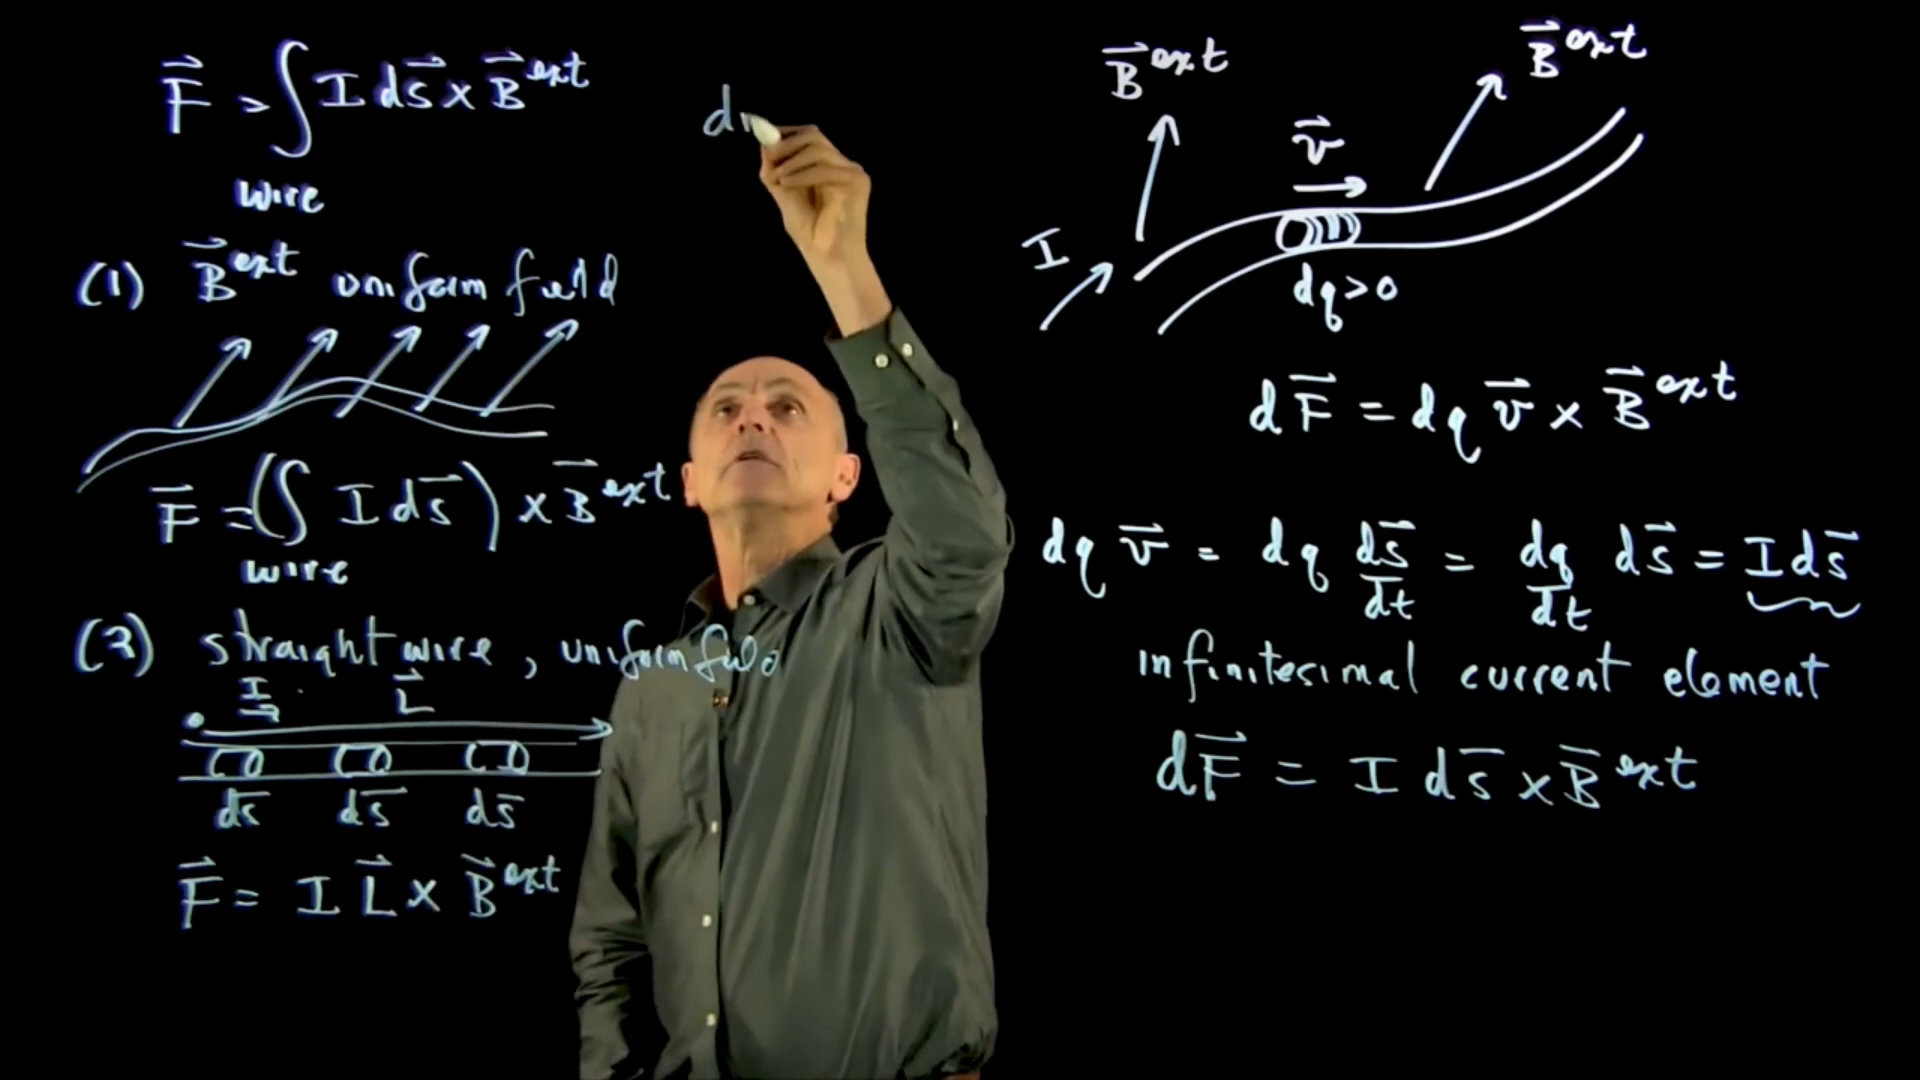 F⃗ = ∫ I ds⃗ × B⃗ᵉˣᵗ
wire
(1) B⃗ᵉˣᵗ uniform field
F⃗ = (∫ I ds⃗) × B⃗ᵉˣᵗ
wire
(2) straight wire, uniform field
I L⃗
ds⃗ ds⃗ ds⃗
F⃗ = I L⃗ × B⃗ᵉˣᵗ
B⃗ᵉˣᵗ B⃗ᵉˣᵗ
v⃗
I
dq>0
dF⃗ = dq v⃗ × B⃗ᵉˣᵗ
dq v⃗ = dq ds⃗/dt = dq/dt ds⃗ = I ds⃗
infinitesimal current element
dF⃗ = I ds⃗ × B⃗ᵉˣᵗ